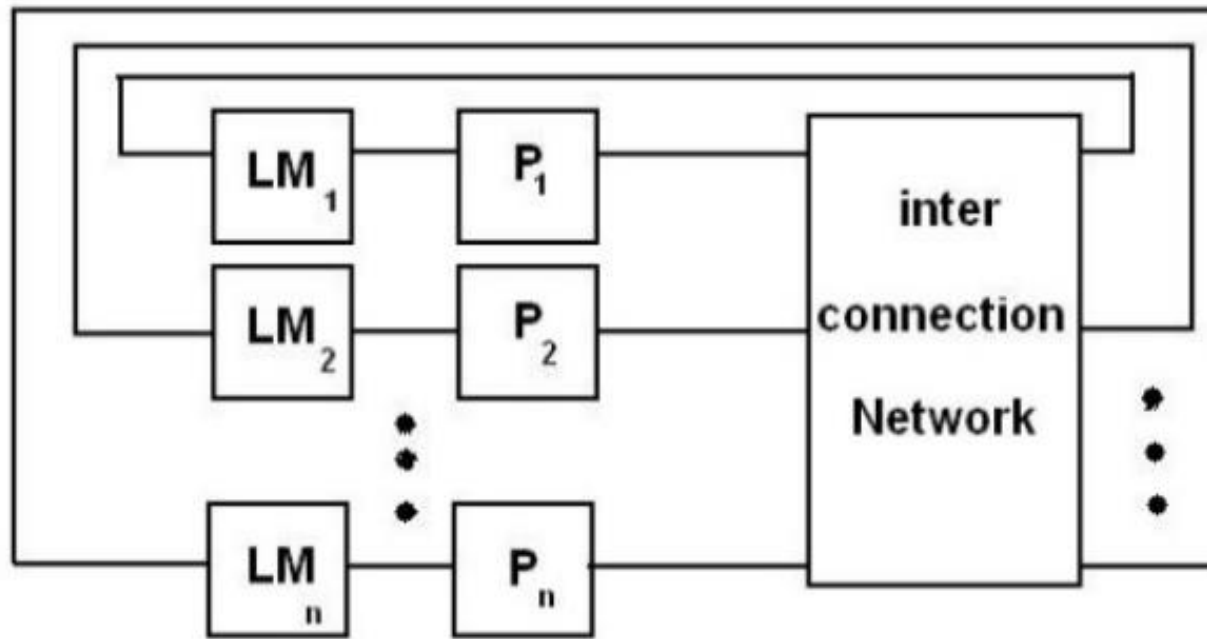 LM₁ P₁
inter
LM₂ P₂
connection
Network
LMₙ Pₙ